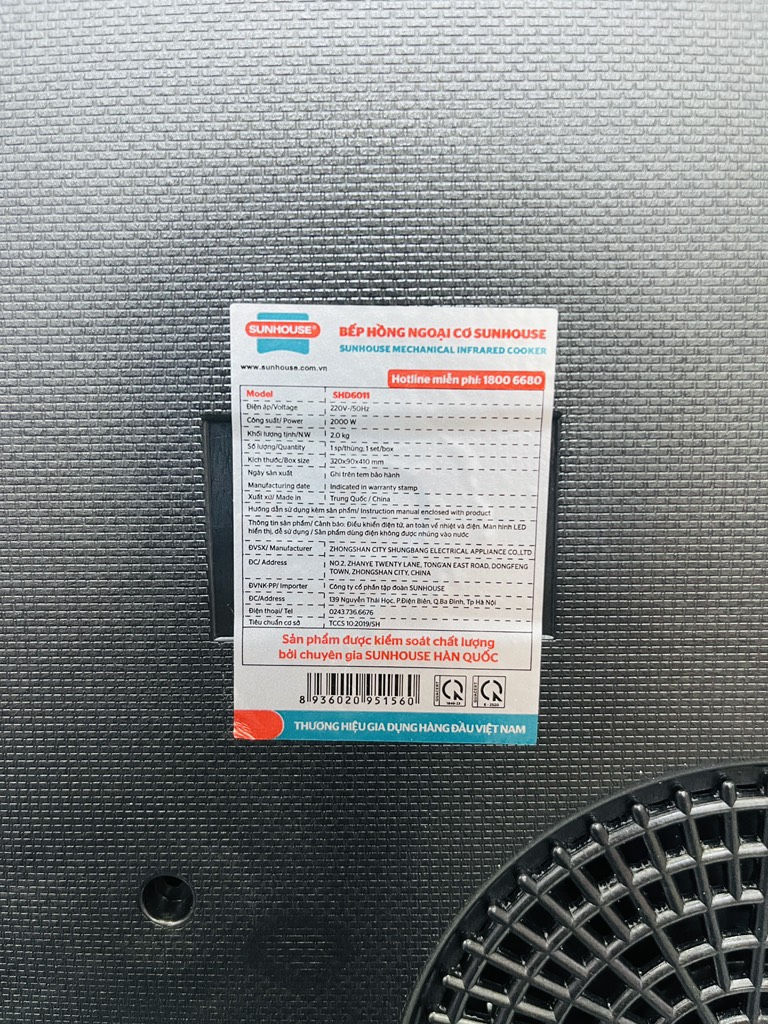 SUNHOUSE®
BẾP HỒNG NGOẠI CƠ SUNHOUSE
SUNHOUSE MECHANICAL INFRARED COOKER
www.sunhouse.com.vn
Hotline miễn phí: 1800 6680
Model SHD6011
Điện áp/Voltage 220V~/50Hz
Công suất/ Power 2000 W
Khối lượng tịnh/N.W 2.0 kg
Số lượng/Quantity 1 sp/thùng, 1 set/box
Kích thước/Box size 320x90x410 mm
Ngày sản xuất Ghi trên tem bảo hành
Manufacturing date Indicated in warranty stamp
Xuất xứ/ Made in Trung Quốc / China
Hướng dẫn sử dụng kèm sản phẩm/ Instruction manual enclosed with product
Thông tin sản phẩm/ Cảnh báo: Điều khiển điện tử, an toàn về nhiệt và điện. Màn hình LED
hiển thị, dễ sử dụng / Sản phẩm dùng điện không được nhúng vào nước
ĐVSX/ Manufacturer ZHONGSHAN CITY SHUNGBANG ELECTRICAL APPLIANCE CO.,LTD
ĐC/ Address NO.2, ZHANYE TWENTY LANE, TONG'AN EAST ROAD, DONGFENG
TOWN, ZHONGSHAN CITY, CHINA
ĐVNK-PP/ Importer Công ty cổ phần tập đoàn SUNHOUSE
ĐC/Address 139 Nguyễn Thái Học, P.Điện Biên, Q.Ba Đình, Tp Hà Nội
Điện thoại/ Tel 0243.736.6676
Tiêu chuẩn cơ sở TCCS 10:2019/SH
Sản phẩm được kiểm soát chất lượng
bởi chuyên gia SUNHOUSE HÀN QUỐC
8 936020 951560
THƯƠNG HIỆU GIA DỤNG HÀNG ĐẦU VIỆT NAM